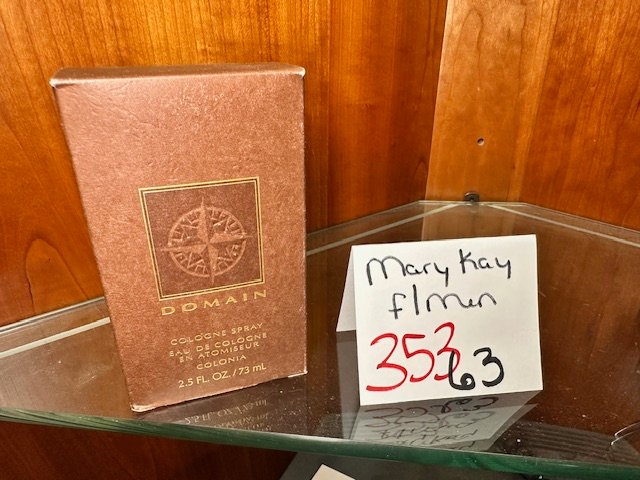 DOMAIN
COLOGNE SPRAY
EAU DE COLOGNE
EN ATOMISEUR
COLONIA
2.5 FL. OZ. / 73 mL
Mary Kay
f/men
353 63